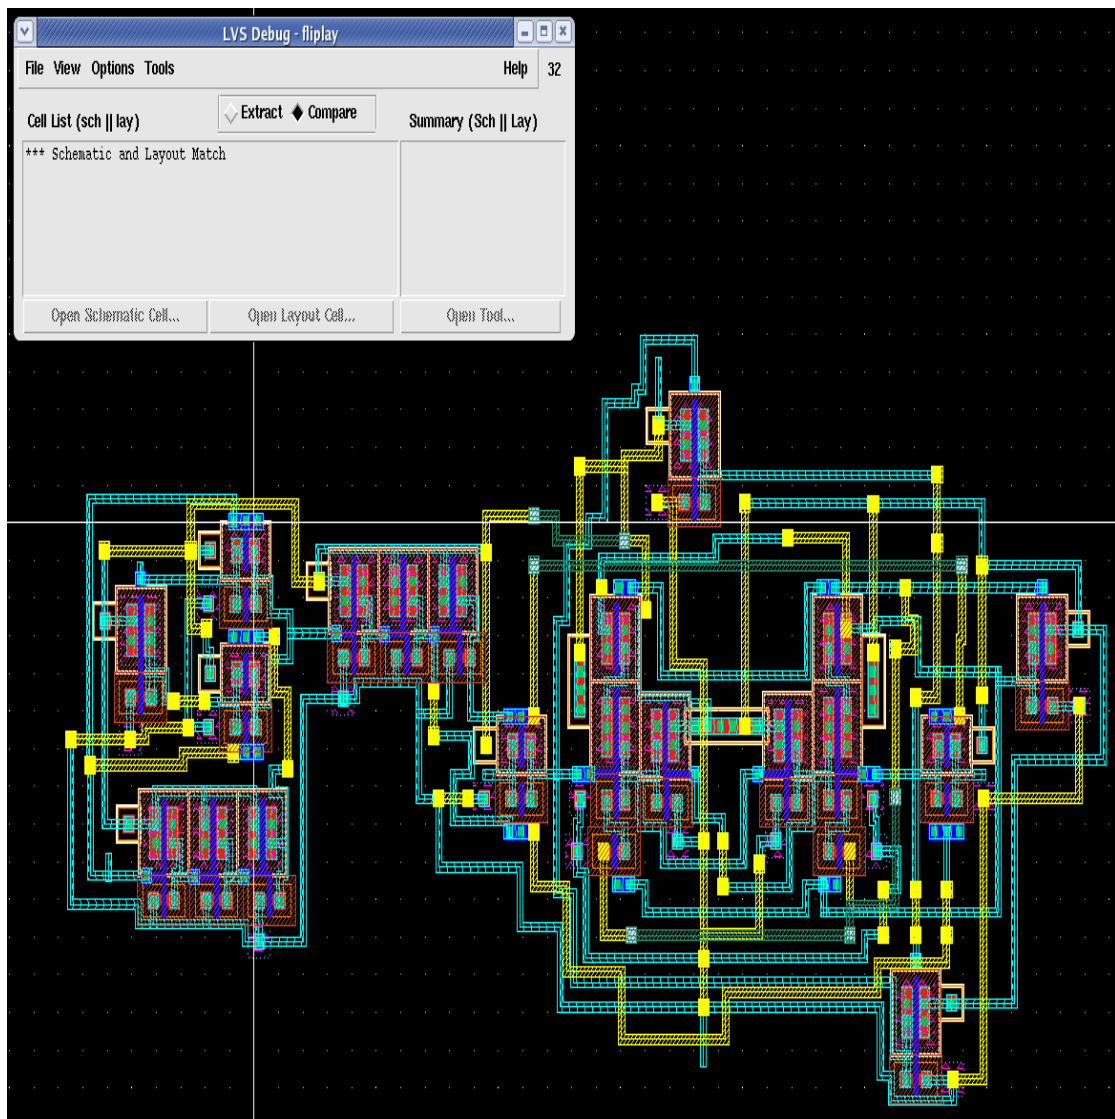 LVS Debug - fliplay
File View Options Tools Help 32
Cell List (sch || lay) Extract Compare Summary (Sch || Lay)
*** Schematic and Layout Match
Open Schematic Cell... Open Layout Cell... Open Tool...